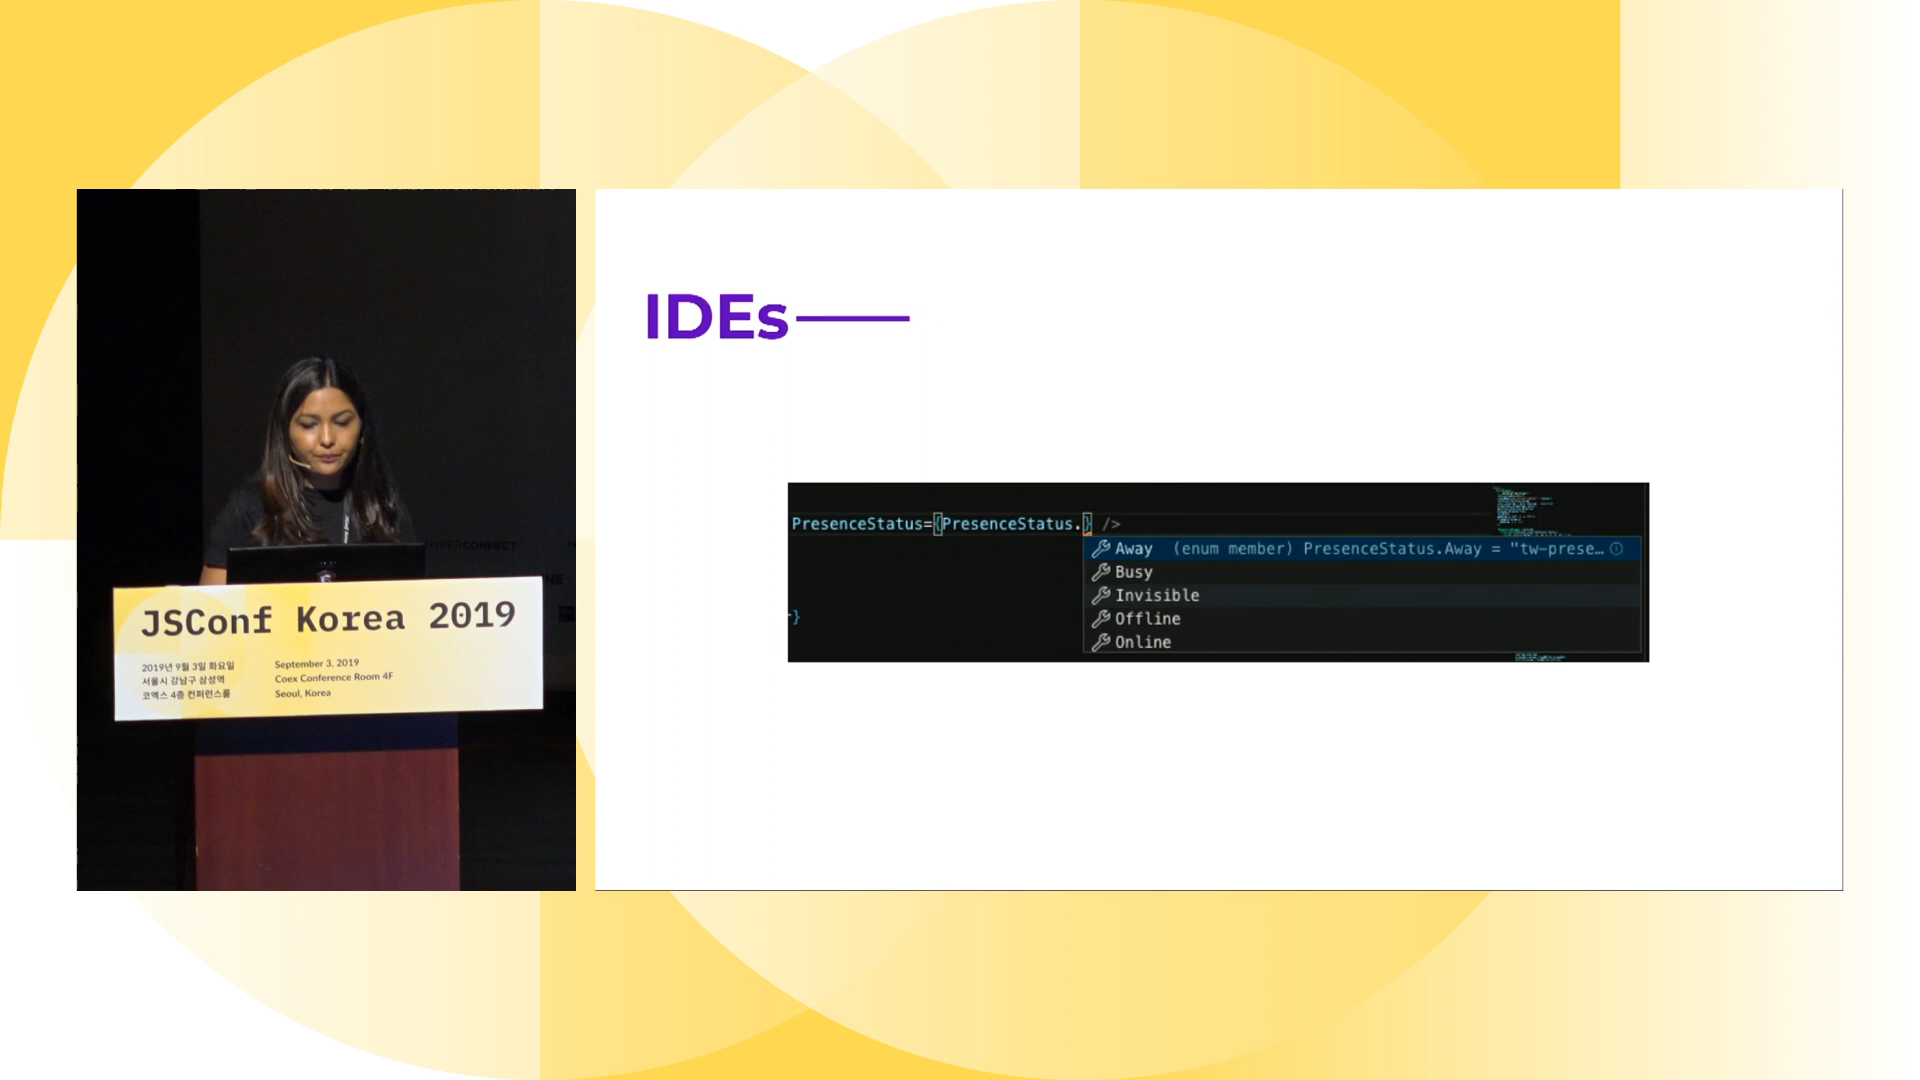 IDEs
PresenceStatus={PresenceStatus.} />
Away (enum member) PresenceStatus.Away = "tw-prese…
Busy
Invisible
Offline
Online
}
HYPERCONNECT
JSConf Korea 2019
2019년 9월 3일 화요일
서울시 강남구 삼성역
코엑스 4층 컨퍼런스룸
September 3, 2019
Coex Conference Room 4F
Seoul, Korea